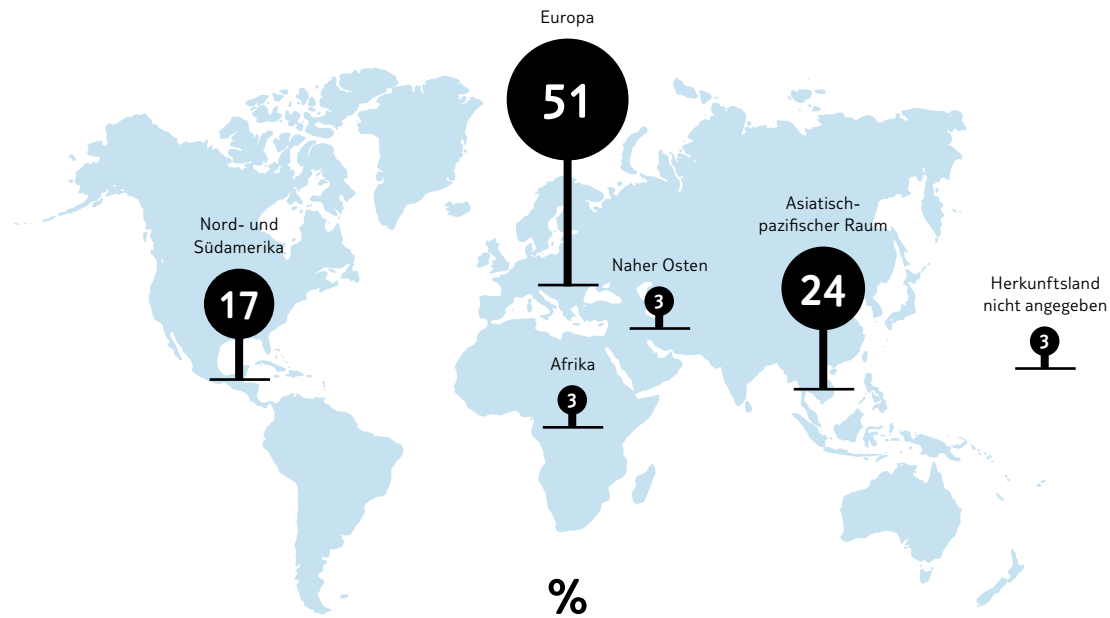 Europa
51
Nord- und
Südamerika
17
Naher Osten
3
Afrika
3
Asiatisch-
pazifischer Raum
24
Herkunftsland
nicht angegeben
3
%